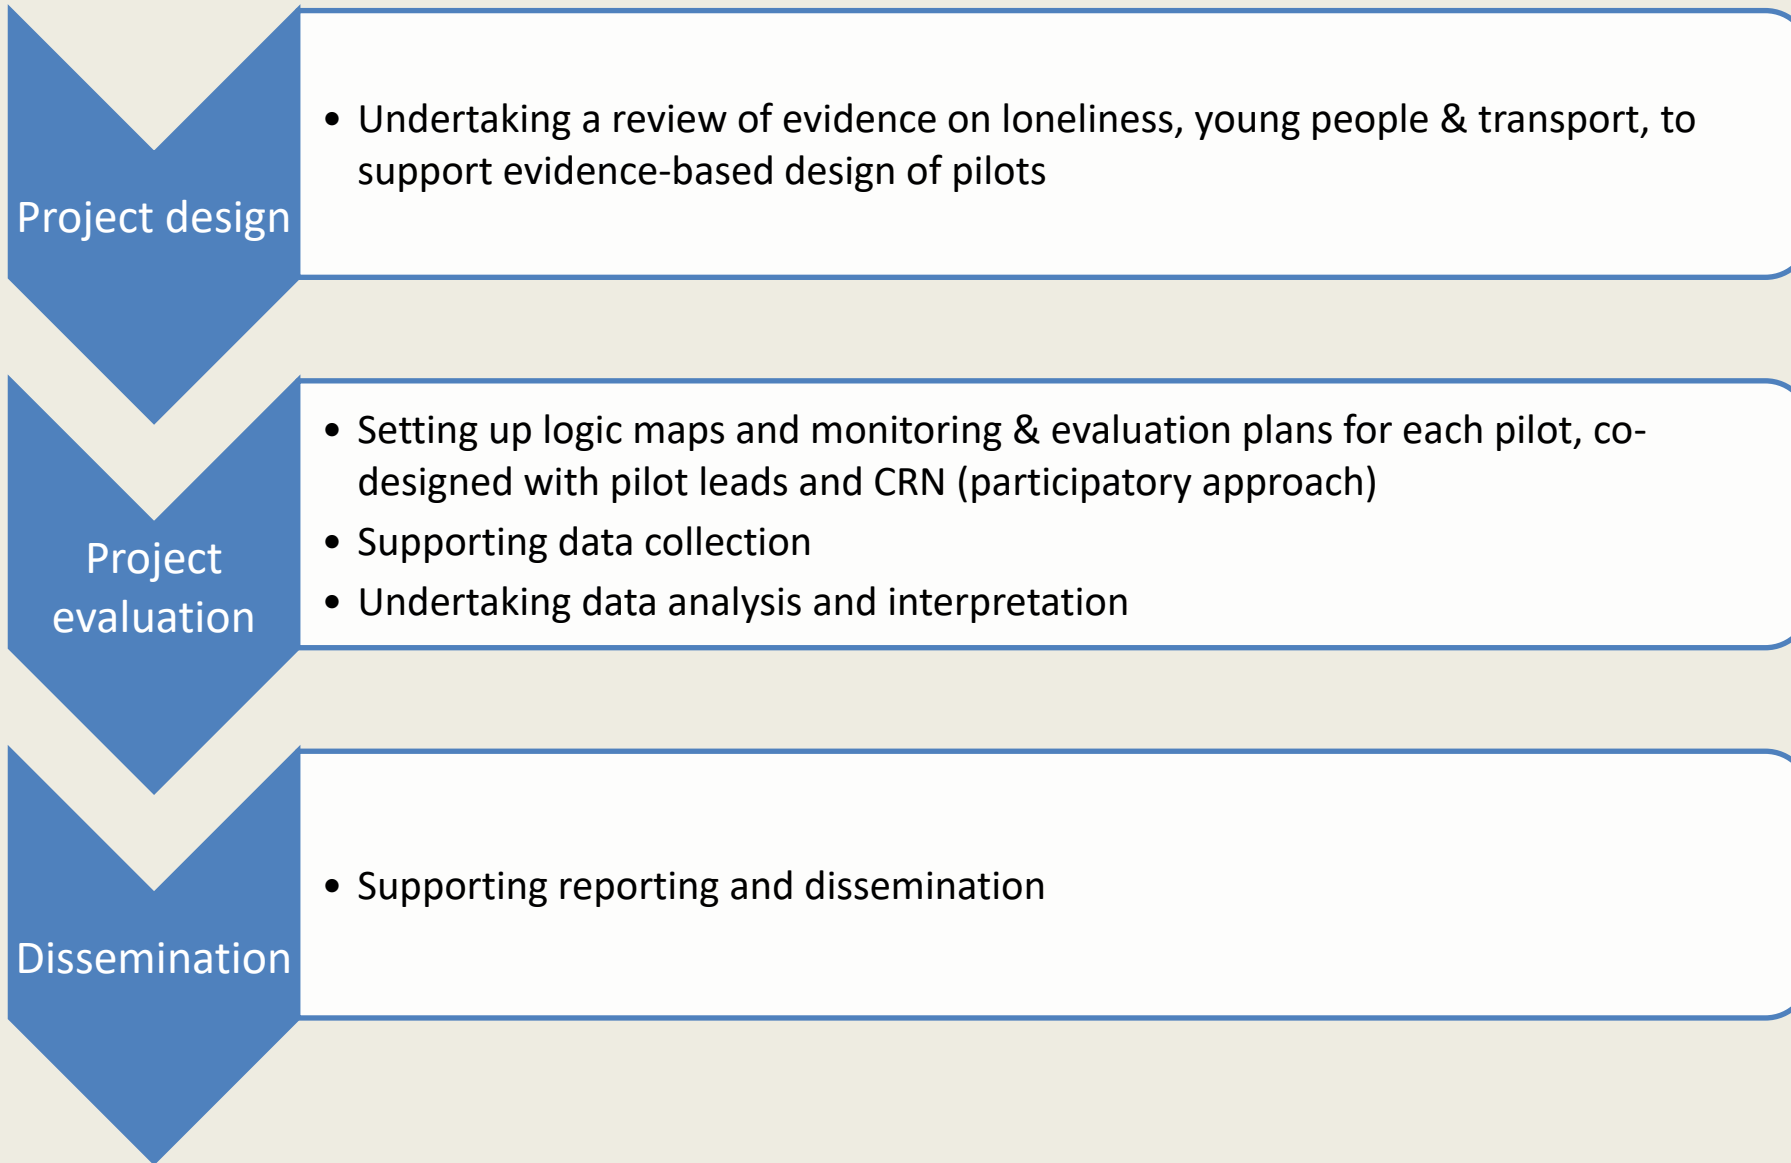 Project design
• Undertaking a review of evidence on loneliness, young people & transport, to
support evidence-based design of pilots
Project
evaluation
• Setting up logic maps and monitoring & evaluation plans for each pilot, co-
designed with pilot leads and CRN (participatory approach)
• Supporting data collection
• Undertaking data analysis and interpretation
Dissemination
• Supporting reporting and dissemination